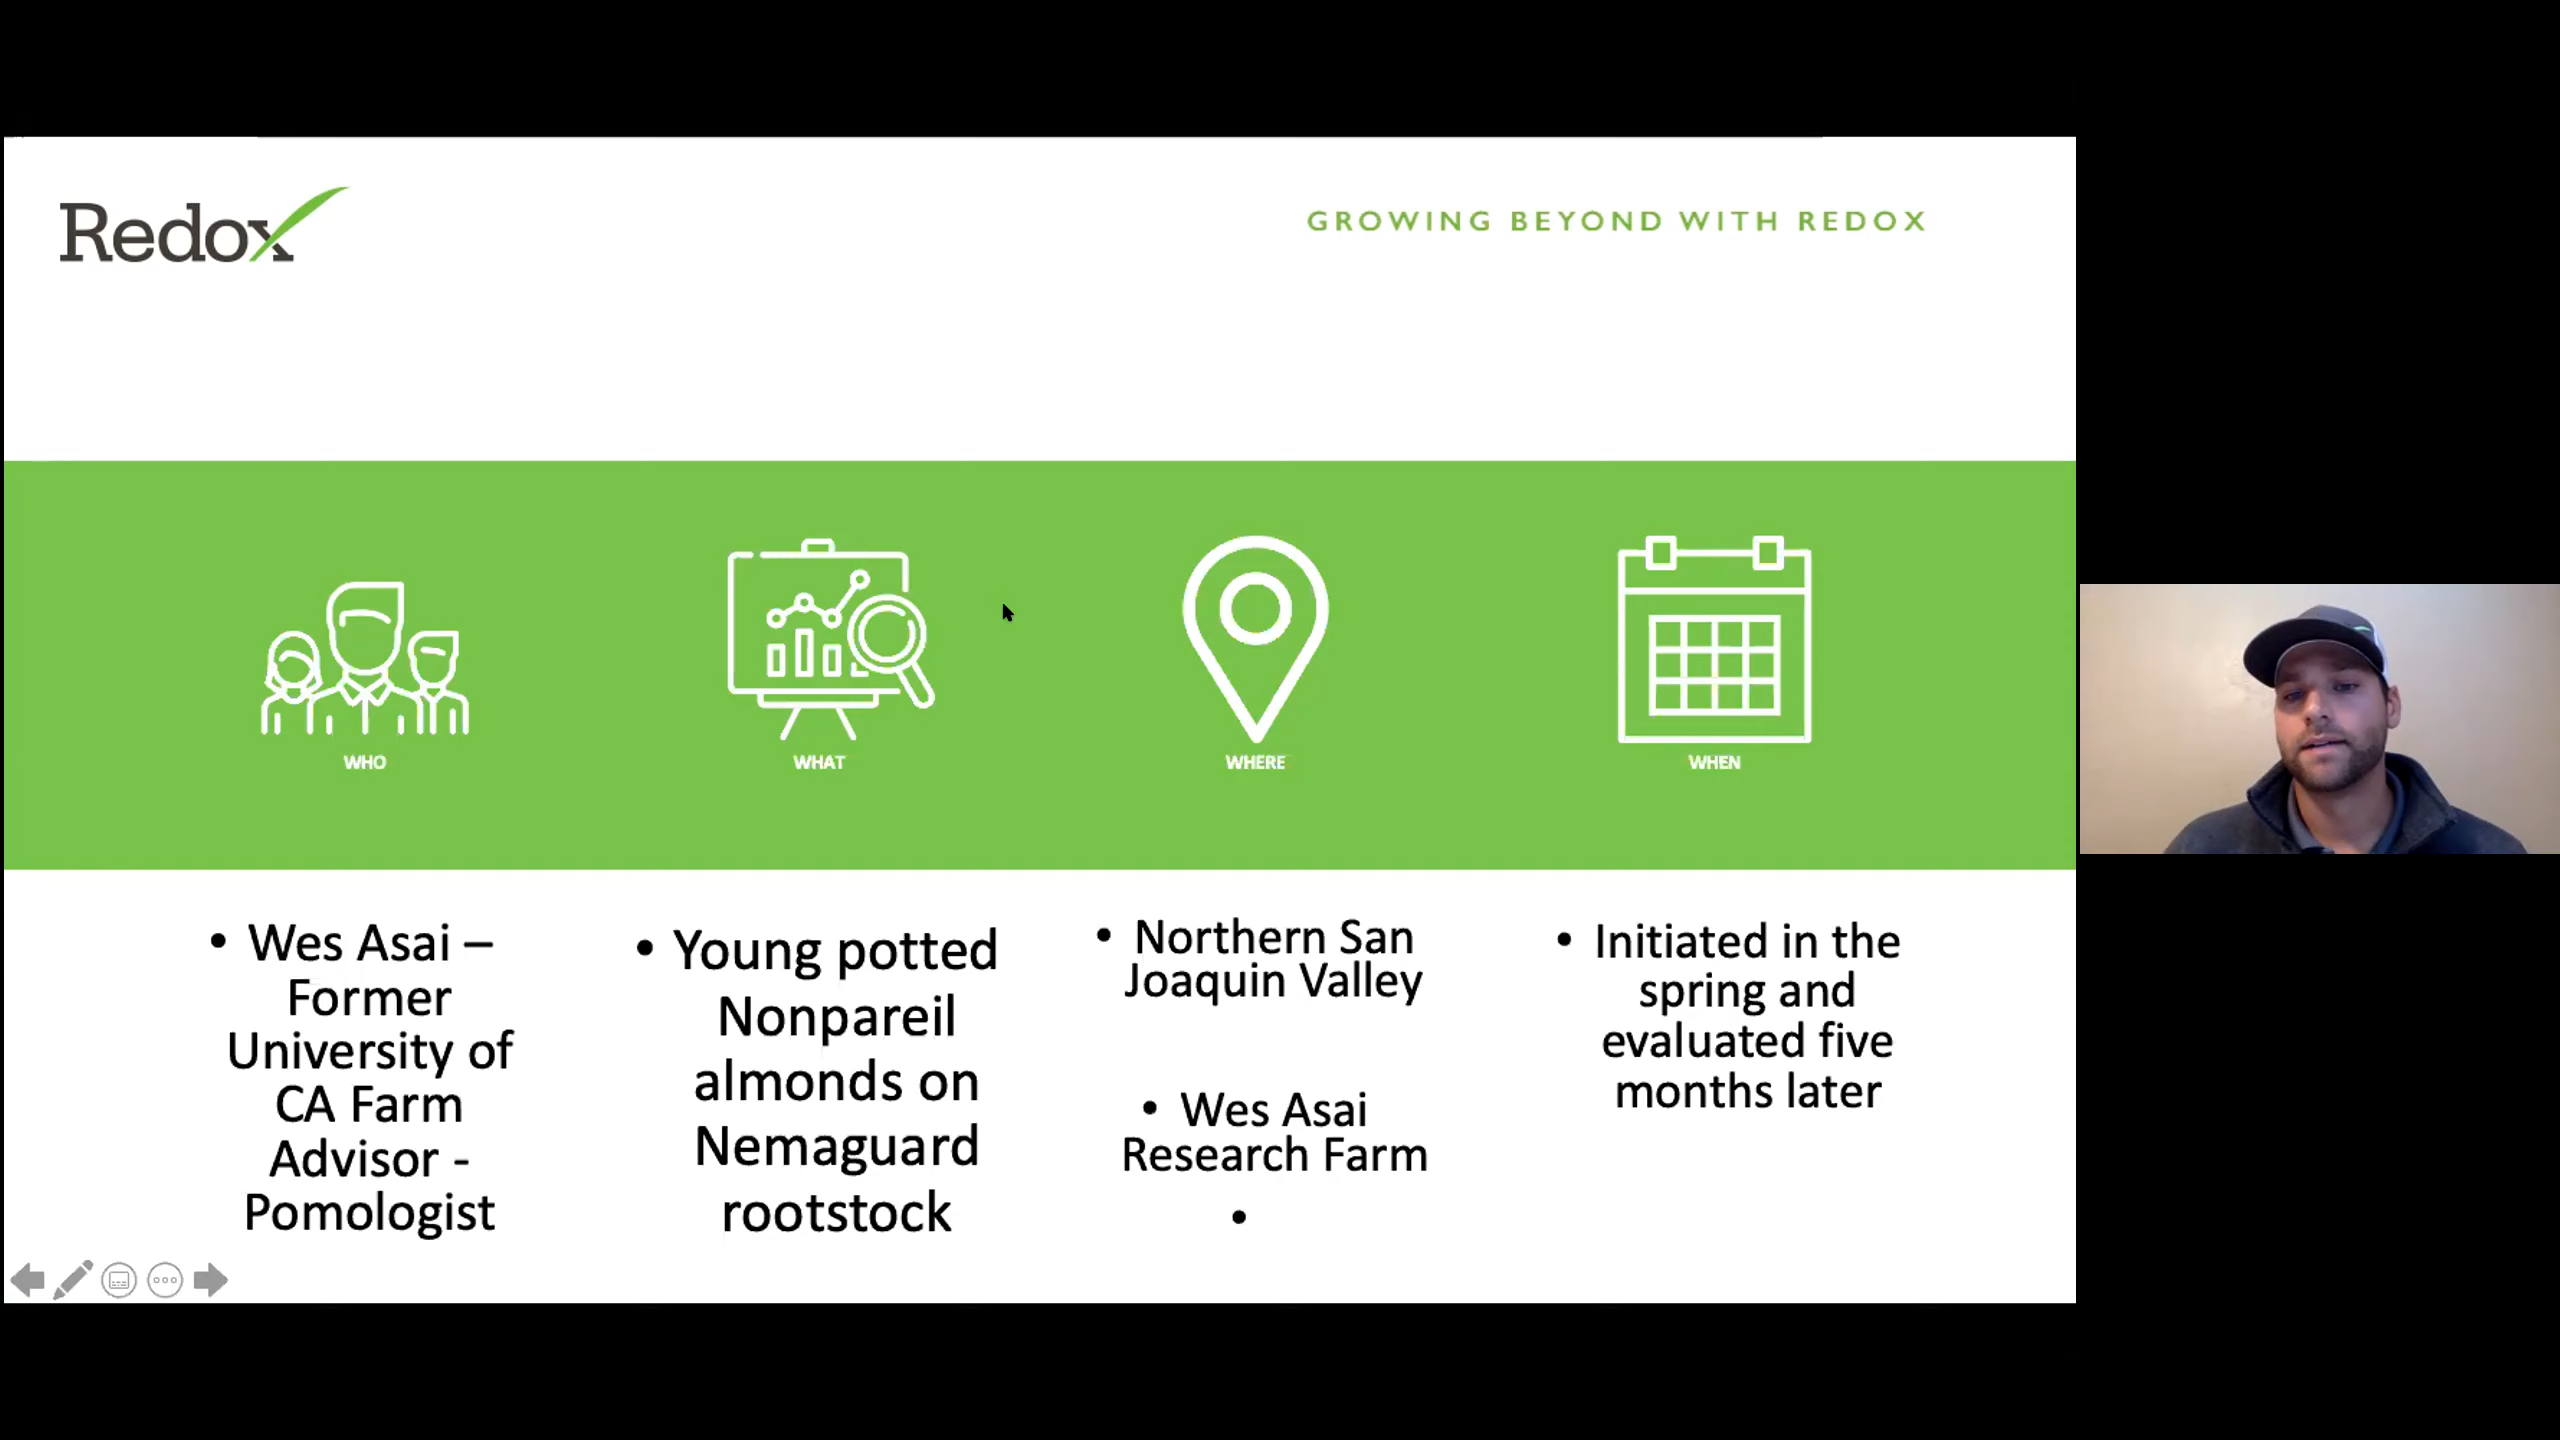 Redox
GROWING BEYOND WITH REDOX
WHO
WHAT
WHERE
WHEN
• Wes Asai –
Former
University of
CA Farm
Advisor -
Pomologist
• Young potted
Nonpareil
almonds on
Nemaguard
rootstock
• Northern San
Joaquin Valley
• Wes Asai
Research Farm
•
• Initiated in the
spring and
evaluated five
months later